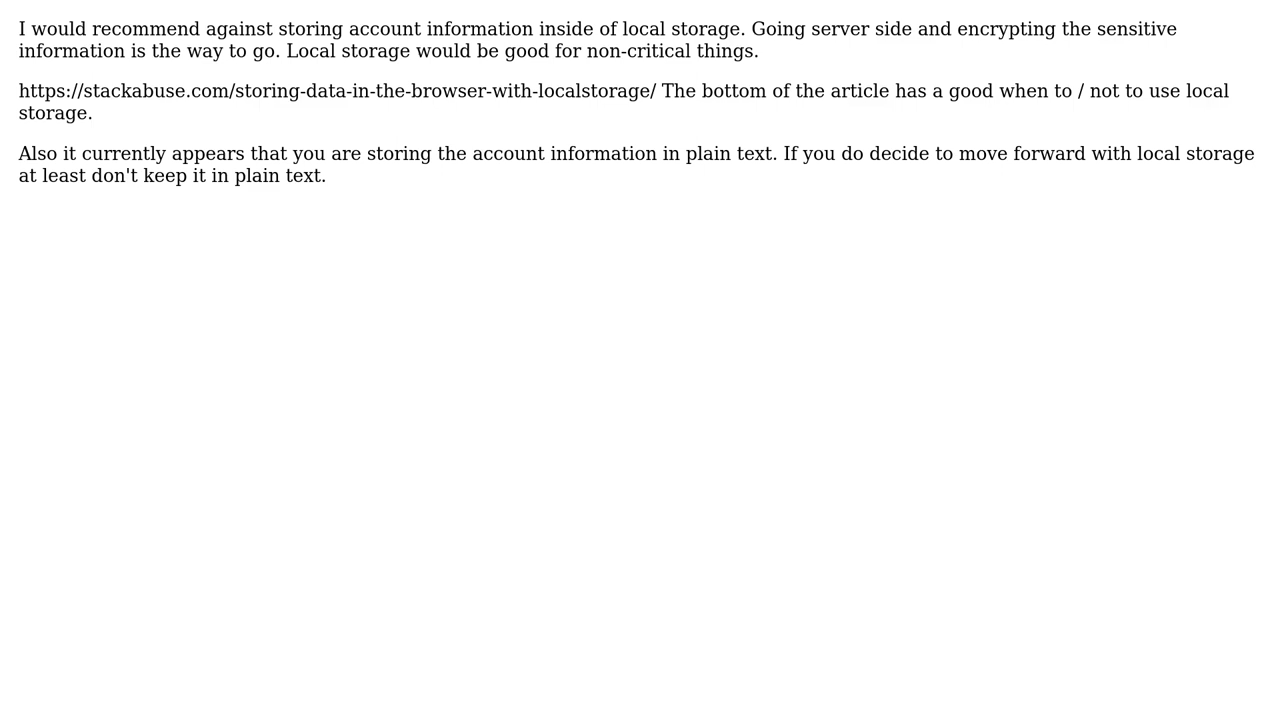 I would recommend against storing account information inside of local storage. Going server side and encrypting the sensitive
information is the way to go. Local storage would be good for non-critical things.
https://stackabuse.com/storing-data-in-the-browser-with-localstorage/ The bottom of the article has a good when to / not to use local
storage.
Also it currently appears that you are storing the account information in plain text. If you do decide to move forward with local storage
at least don't keep it in plain text.